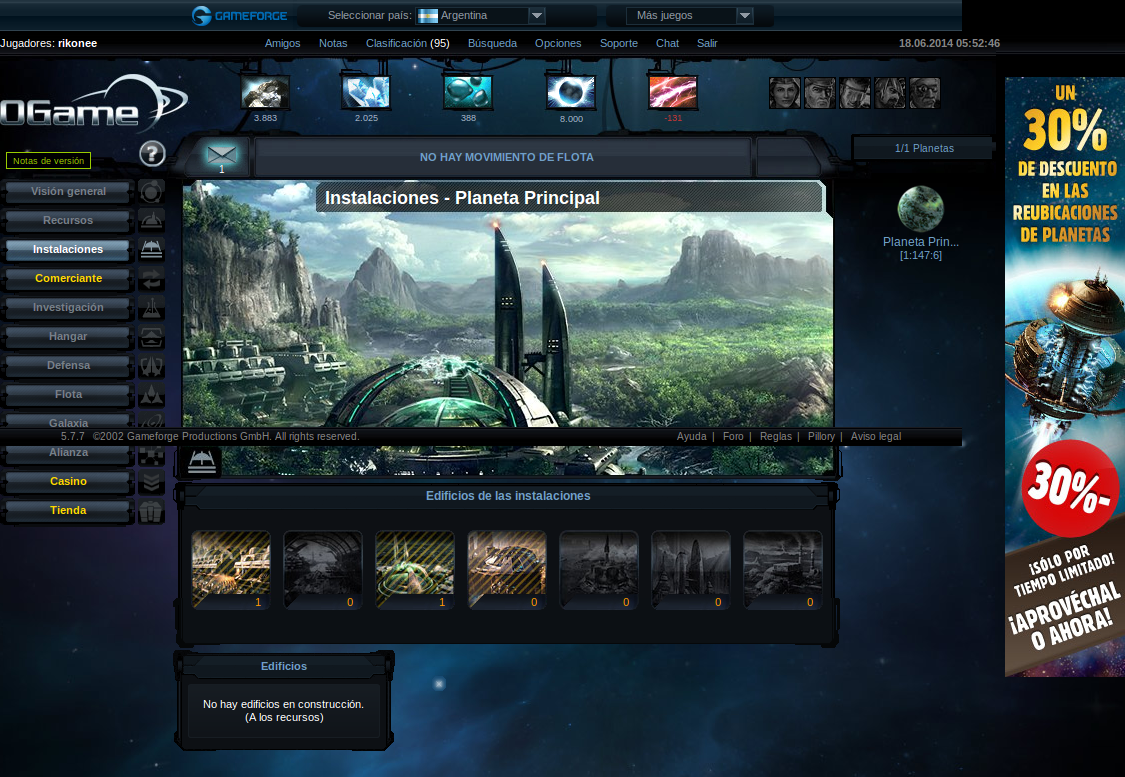 GAMEFORGE
Seleccionar país: Argentina
Más juegos
Jugadores: rikonee
Amigos Notas Clasificación (95) Búsqueda Opciones Soporte Chat Salir
18.06.2014 05:52:46
OGame
3.883
2.025
388
8.000
-131
Notas de versión
?
1
NO HAY MOVIMIENTO DE FLOTA
1/1 Planetas
Visión general
Recursos
Instalaciones
Comerciante
Investigación
Hangar
Defensa
Flota
Galaxia
Alianza
Casino
Tienda
Instalaciones - Planeta Principal
Planeta Prin...
[1:147:6]
5.7.7 ©2002 Gameforge Productions GmbH. All rights reserved.
Ayuda | Foro | Reglas | Pillory | Aviso legal
Edificios de las instalaciones
1
0
1
0
0
0
0
Edificios
No hay edificios en construcción.
(A los recursos)
UN
30%
DE DESCUENTO
EN LAS
REUBICACIONES
DE PLANETAS
30%-
¡SÓLO POR
TIEMPO LIMITADO!
¡APROVÉCHAL
O AHORA!